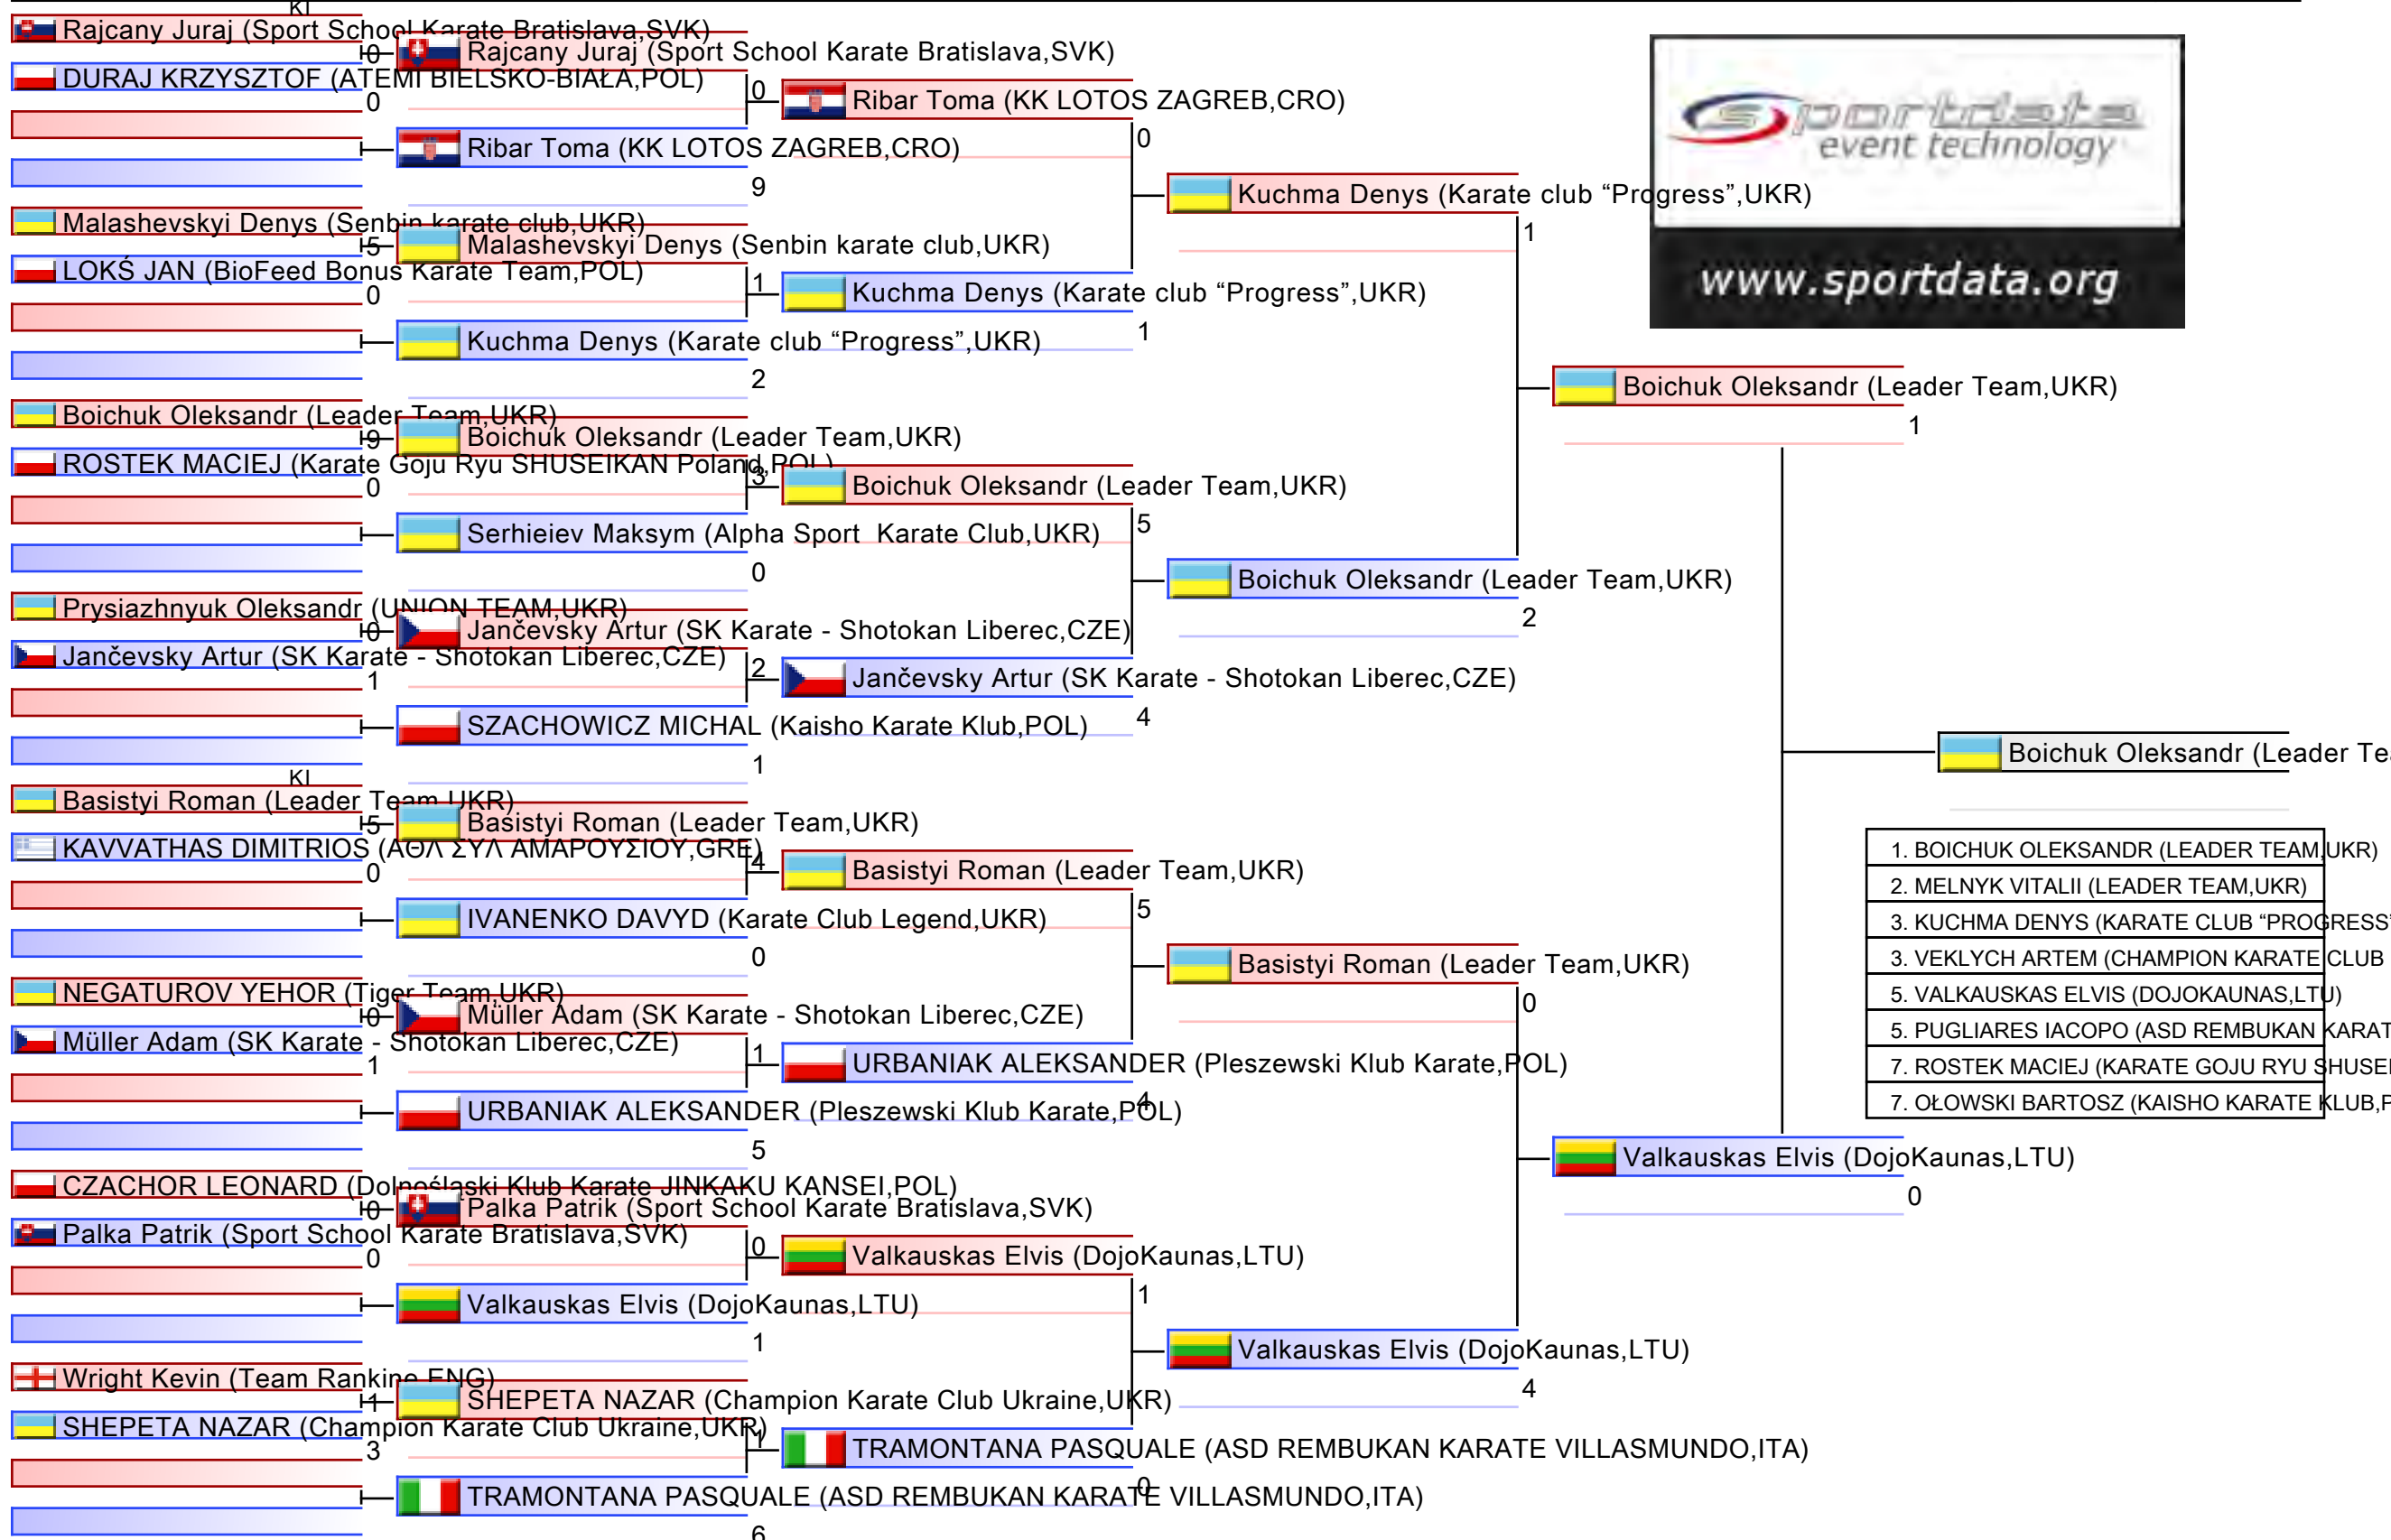 KI
Rajcany Juraj (Sport School Karate Bratislava,SVK)
0
DURAJ KRZYSZTOF (ATEMI BIELSKO-BIAŁA,POL)
0
Malashevskyi Denys (Senbin karate club,UKR)
5
LOKŚ JAN (BioFeed Bonus Karate Team,POL)
0
Boichuk Oleksandr (Leader Team,UKR)
9
ROSTEK MACIEJ (Karate Goju Ryu SHUSEIKAN Poland,POL)
0
Prysiazhnyuk Oleksandr (UNION TEAM,UKR)
0
Jančevsky Artur (SK Karate - Shotokan Liberec,CZE)
1
KI
Basistyi Roman (Leader Team,UKR)
5
KAVVATHAS DIMITRIOS (ΑΘΛ ΣΥΛ ΑΜΑΡΟΥΣΙΟΥ,GRE)
0
NEGATUROV YEHOR (Tiger Team,UKR)
0
Müller Adam (SK Karate - Shotokan Liberec,CZE)
1
CZACHOR LEONARD (Dolnośląski Klub Karate JINKAKU KANSEI,POL)
0
Palka Patrik (Sport School Karate Bratislava,SVK)
0
Wright Kevin (Team Rankine,ENG)
1
SHEPETA NAZAR (Champion Karate Club Ukraine,UKR)
3
Rajcany Juraj (Sport School Karate Bratislava,SVK)
0
Ribar Toma (KK LOTOS ZAGREB,CRO)
9
Malashevskyi Denys (Senbin karate club,UKR)
1
Kuchma Denys (Karate club “Progress”,UKR)
2
Boichuk Oleksandr (Leader Team,UKR)
3
Serhieiev Maksym (Alpha Sport  Karate Club,UKR)
0
Jančevsky Artur (SK Karate - Shotokan Liberec,CZE)
2
SZACHOWICZ MICHAL (Kaisho Karate Klub,POL)
1
Basistyi Roman (Leader Team,UKR)
4
IVANENKO DAVYD (Karate Club Legend,UKR)
0
Müller Adam (SK Karate - Shotokan Liberec,CZE)
1
URBANIAK ALEKSANDER (Pleszewski Klub Karate,POL)
5
Palka Patrik (Sport School Karate Bratislava,SVK)
0
Valkauskas Elvis (DojoKaunas,LTU)
1
SHEPETA NAZAR (Champion Karate Club Ukraine,UKR)
1
TRAMONTANA PASQUALE (ASD REMBUKAN KARATE VILLASMUNDO,ITA)
6
Ribar Toma (KK LOTOS ZAGREB,CRO)
0
Kuchma Denys (Karate club “Progress”,UKR)
1
Boichuk Oleksandr (Leader Team,UKR)
5
Jančevsky Artur (SK Karate - Shotokan Liberec,CZE)
4
Basistyi Roman (Leader Team,UKR)
5
URBANIAK ALEKSANDER (Pleszewski Klub Karate,POL)
4
Valkauskas Elvis (DojoKaunas,LTU)
1
TRAMONTANA PASQUALE (ASD REMBUKAN KARATE VILLASMUNDO,ITA)
0
Kuchma Denys (Karate club “Progress”,UKR)
1
Boichuk Oleksandr (Leader Team,UKR)
2
Basistyi Roman (Leader Team,UKR)
0
Valkauskas Elvis (DojoKaunas,LTU)
4
sportdata
event technology
www.sportdata.org
Boichuk Oleksandr (Leader Team,UKR)
1
Valkauskas Elvis (DojoKaunas,LTU)
0
Boichuk Oleksandr (Leader Te
1. BOICHUK OLEKSANDR (LEADER TEAM,UKR)
2. MELNYK VITALII (LEADER TEAM,UKR)
3. KUCHMA DENYS (KARATE CLUB “PROGRESS”
3. VEKLYCH ARTEM (CHAMPION KARATE CLUB
5. VALKAUSKAS ELVIS (DOJOKAUNAS,LTU)
5. PUGLIARES IACOPO (ASD REMBUKAN KARAT
7. ROSTEK MACIEJ (KARATE GOJU RYU SHUSEI
7. OŁOWSKI BARTOSZ (KAISHO KARATE KLUB,P